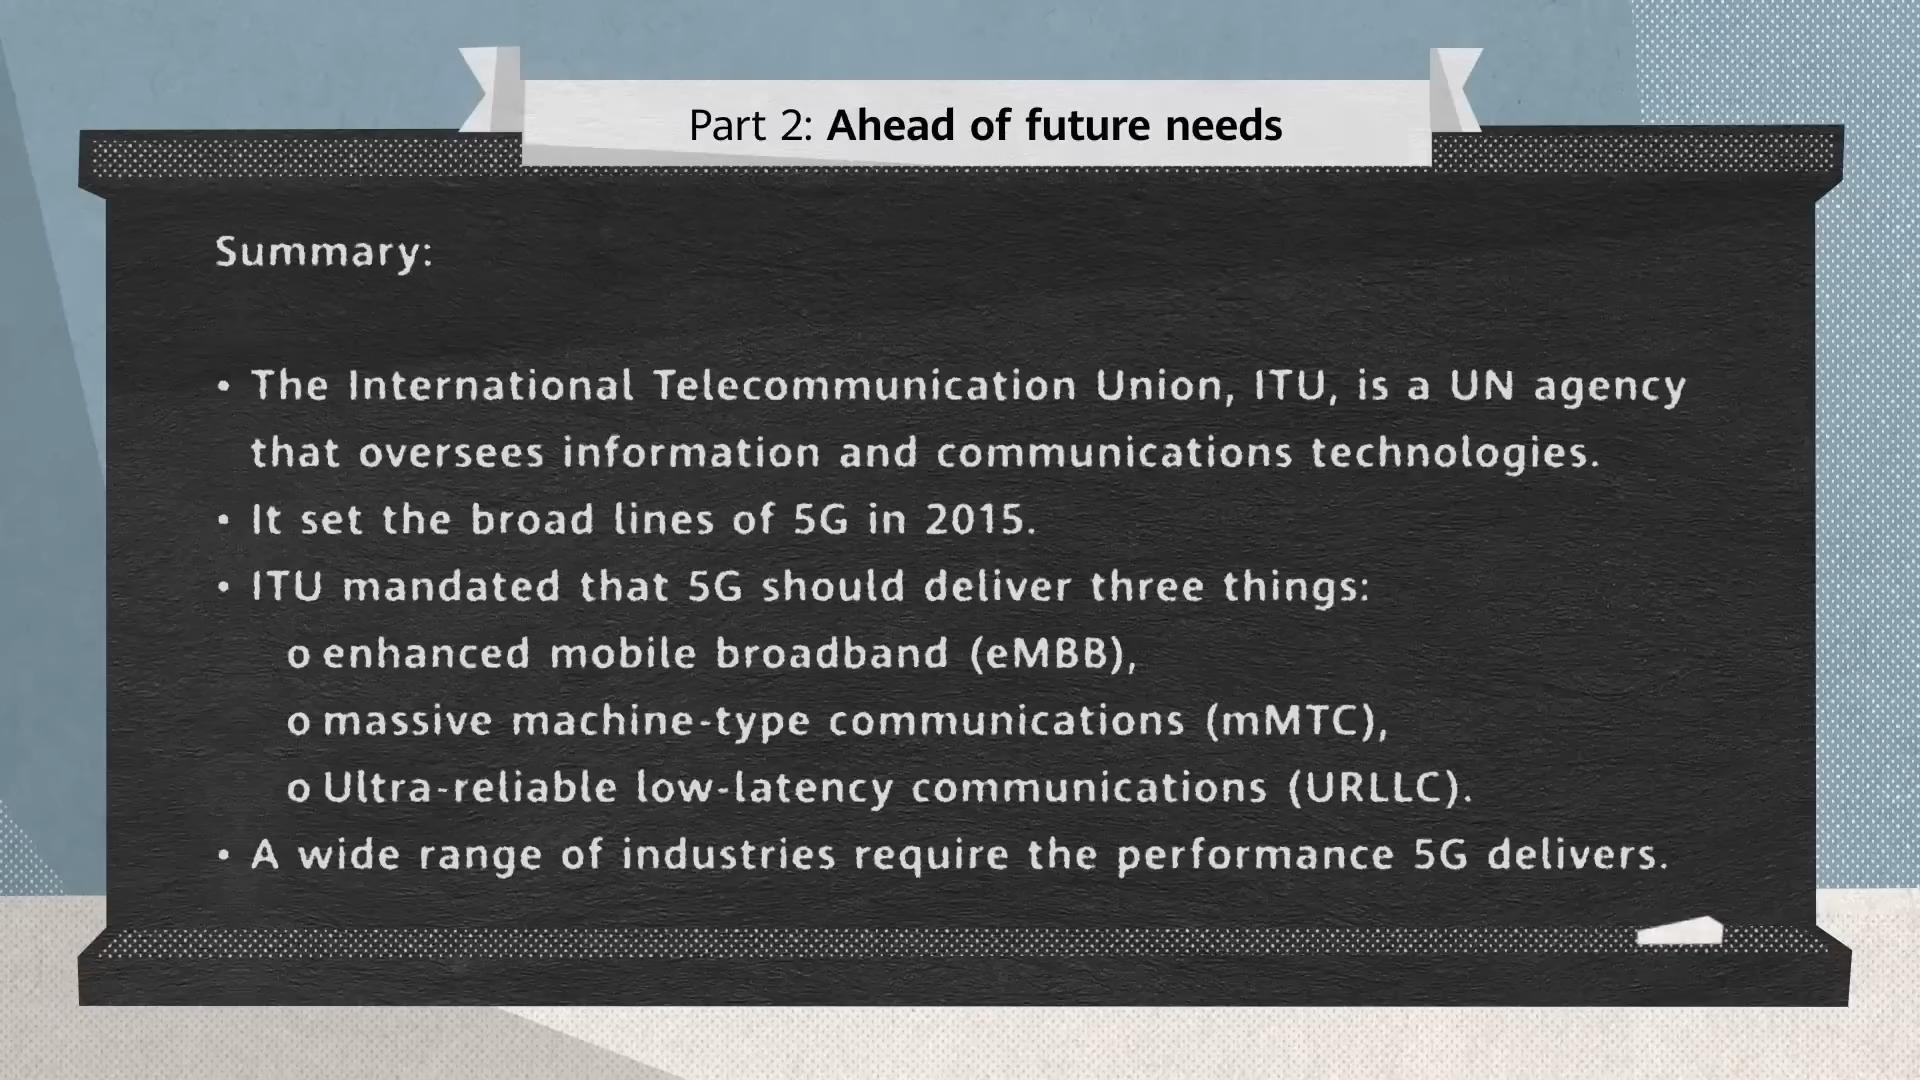 Part 2: Ahead of future needs
Summary:
• The International Telecommunication Union, ITU, is a UN agency
that oversees information and communications technologies.
• It set the broad lines of 5G in 2015.
• ITU mandated that 5G should deliver three things:
o enhanced mobile broadband (eMBB),
o massive machine-type communications (mMTC),
o Ultra-reliable low-latency communications (URLLC).
• A wide range of industries require the performance 5G delivers.